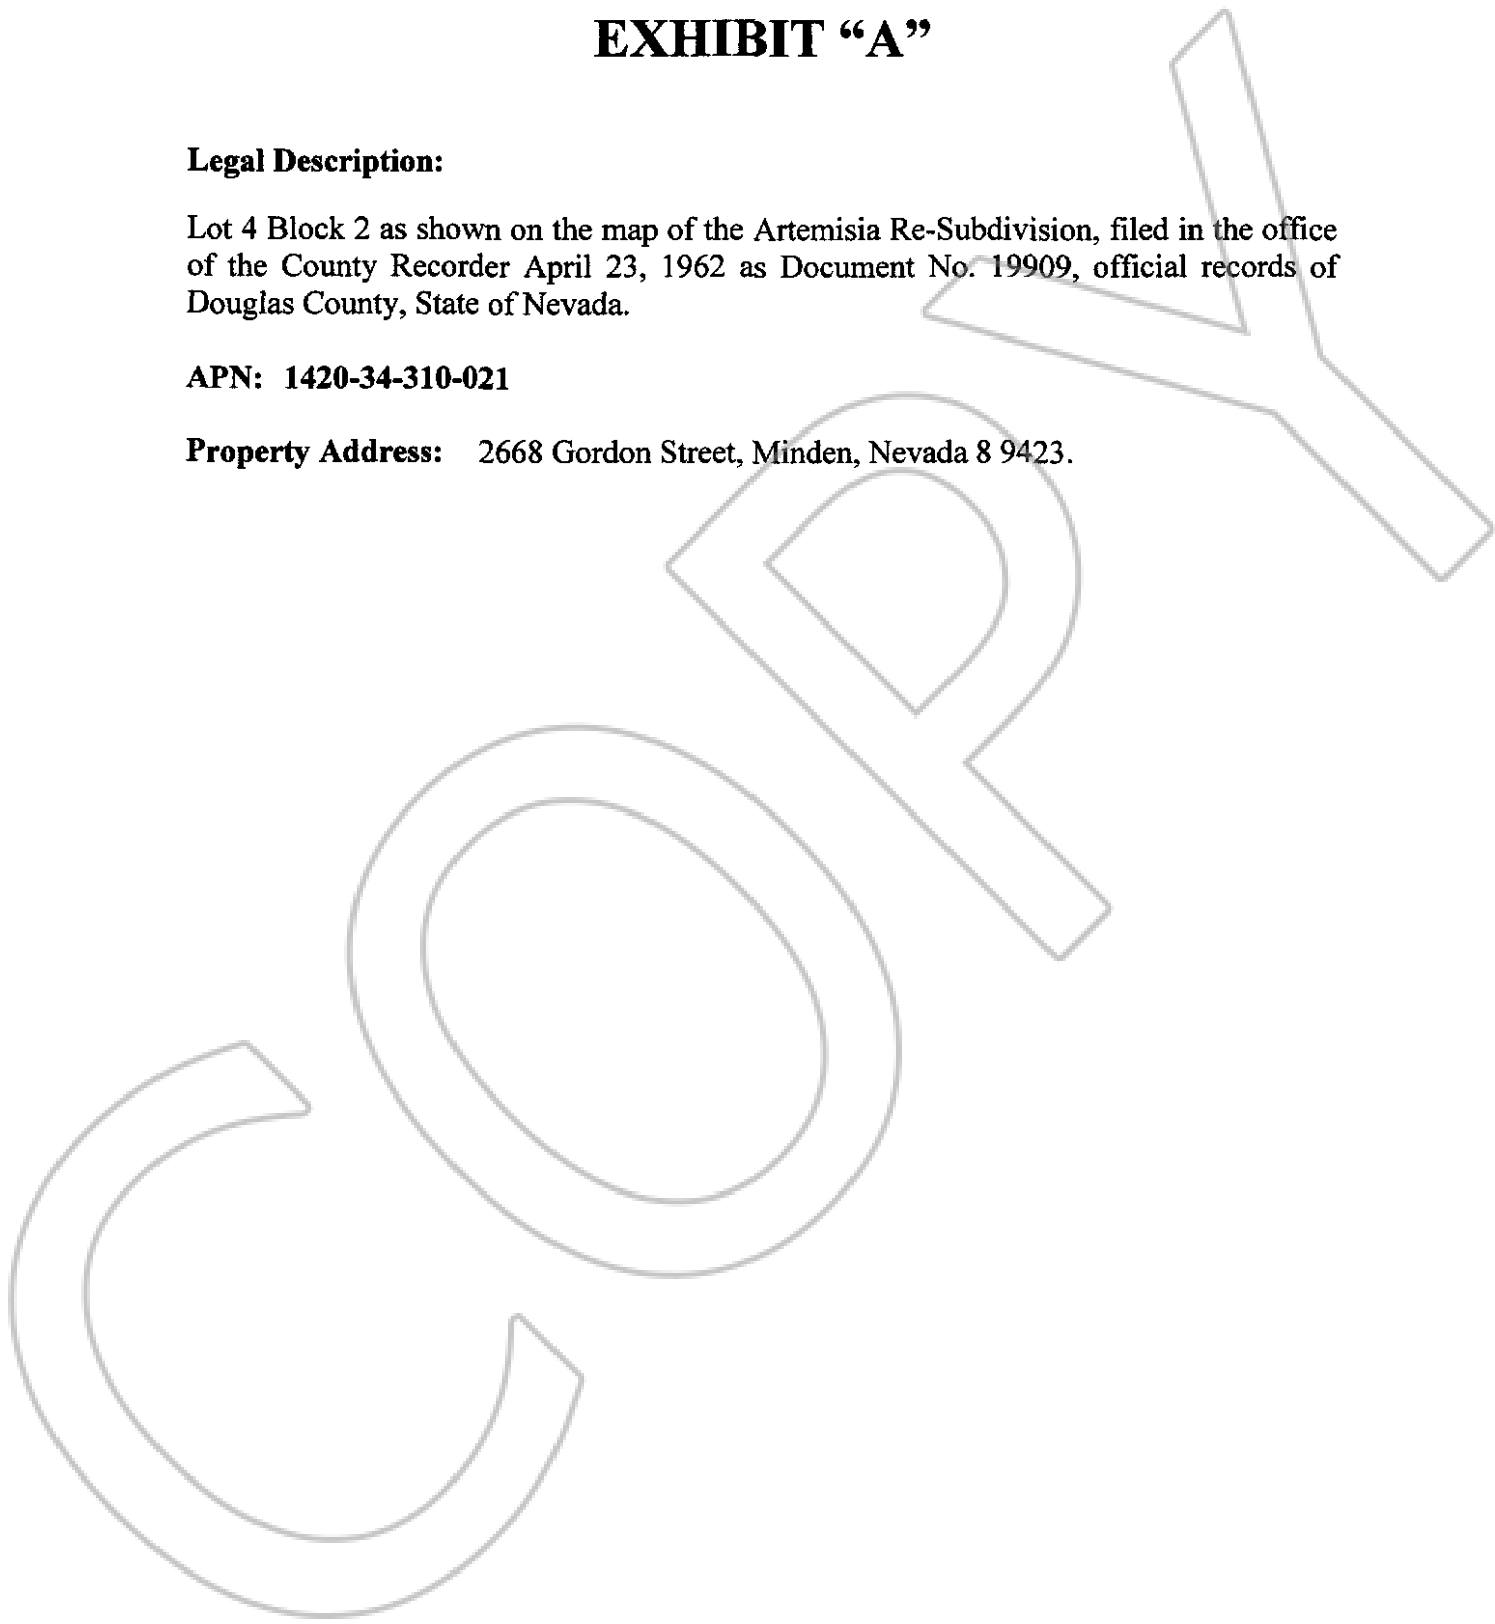 EXHIBIT “A”
Legal Description:
Lot 4 Block 2 as shown on the map of the Artemisia Re-Subdivision, filed in the office
of the County Recorder April 23, 1962 as Document No. 19909, official records of
Douglas County, State of Nevada.
APN: 1420-34-310-021
Property Address: 2668 Gordon Street, Minden, Nevada 8 9423.
COPY